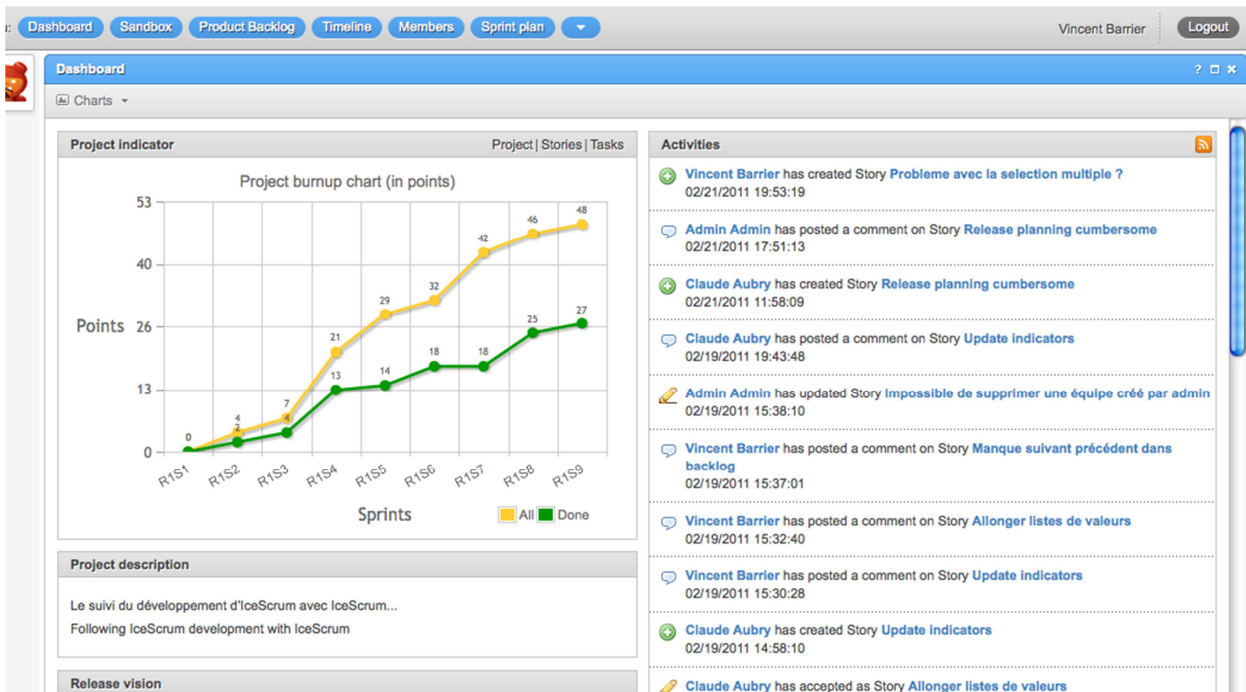 Dashboard Sandbox Product Backlog Timeline Members Sprint plan Vincent Barrier Logout
Dashboard ?
Charts
Project indicator Project | Stories | Tasks
Project burnup chart (in points)
53
40
Points 26
13
0
0
4
2
7
4
21
13
29
14
32
18
42
18
46
25
48
27
R1S1 R1S2 R1S3 R1S4 R1S5 R1S6 R1S7 R1S8 R1S9
Sprints
All Done
Project description
Le suivi du développement d'IceScrum avec IceScrum...
Following IceScrum development with IceScrum
Release vision
Activities
Vincent Barrier has created Story Probleme avec la selection multiple ?
02/21/2011 19:53:19
Admin Admin has posted a comment on Story Release planning cumbersome
02/21/2011 17:51:13
Claude Aubry has created Story Release planning cumbersome
02/21/2011 11:58:09
Claude Aubry has posted a comment on Story Update indicators
02/19/2011 19:43:48
Admin Admin has updated Story Impossible de supprimer une équipe créé par admin
02/19/2011 15:38:10
Vincent Barrier has posted a comment on Story Manque suivant précédent dans
backlog
02/19/2011 15:37:01
Vincent Barrier has posted a comment on Story Allonger listes de valeurs
02/19/2011 15:32:40
Vincent Barrier has posted a comment on Story Update indicators
02/19/2011 15:30:28
Claude Aubry has created Story Update indicators
02/19/2011 14:58:10
Claude Aubry has accepted as Story Allonger listes de valeurs